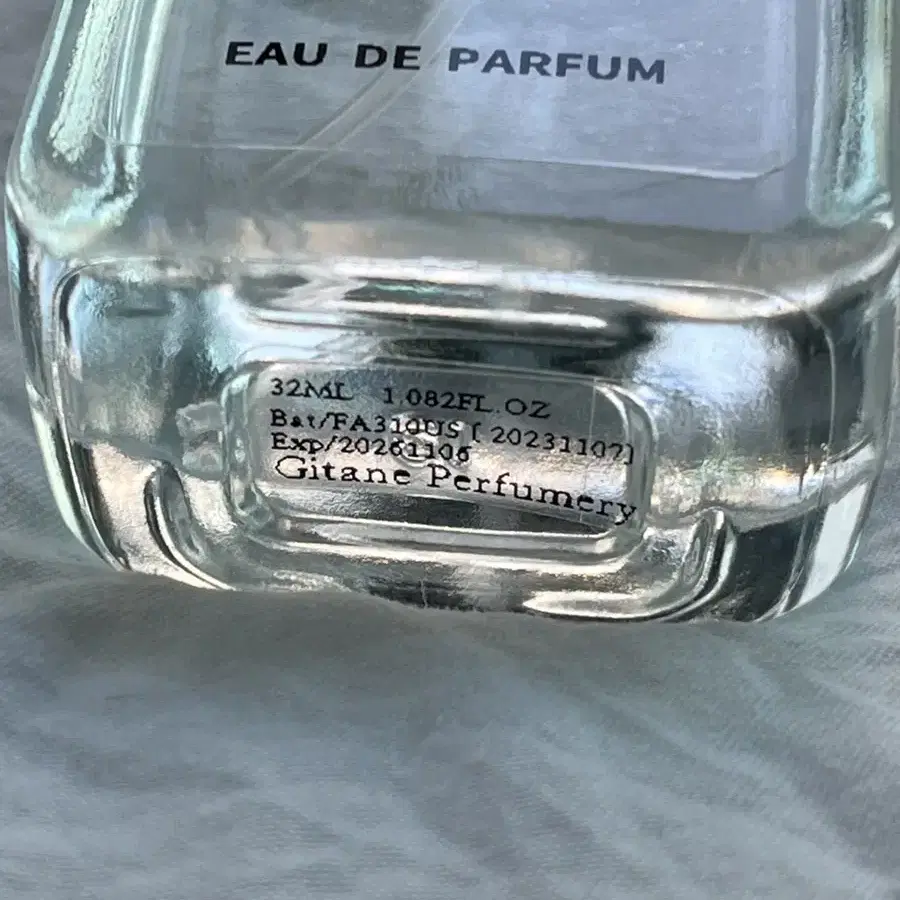 EAU DE PARFUM
32ML 1.082FL.OZ
Bat/FA310US [ 20231107]
Exp/20261106
Gitane Perfumery